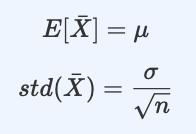 E[X̄] = μ
std(X̄) = σ/√n